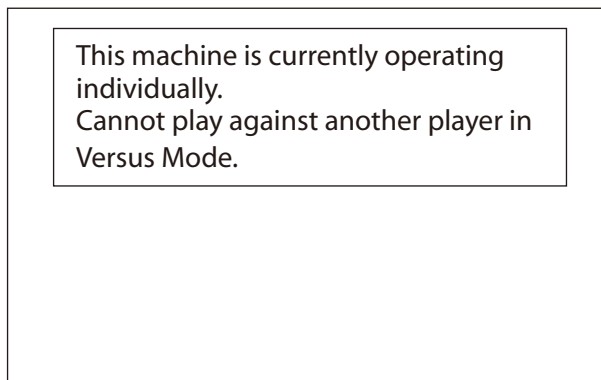 This machine is currently operating
individually.
Cannot play against another player in
Versus Mode.